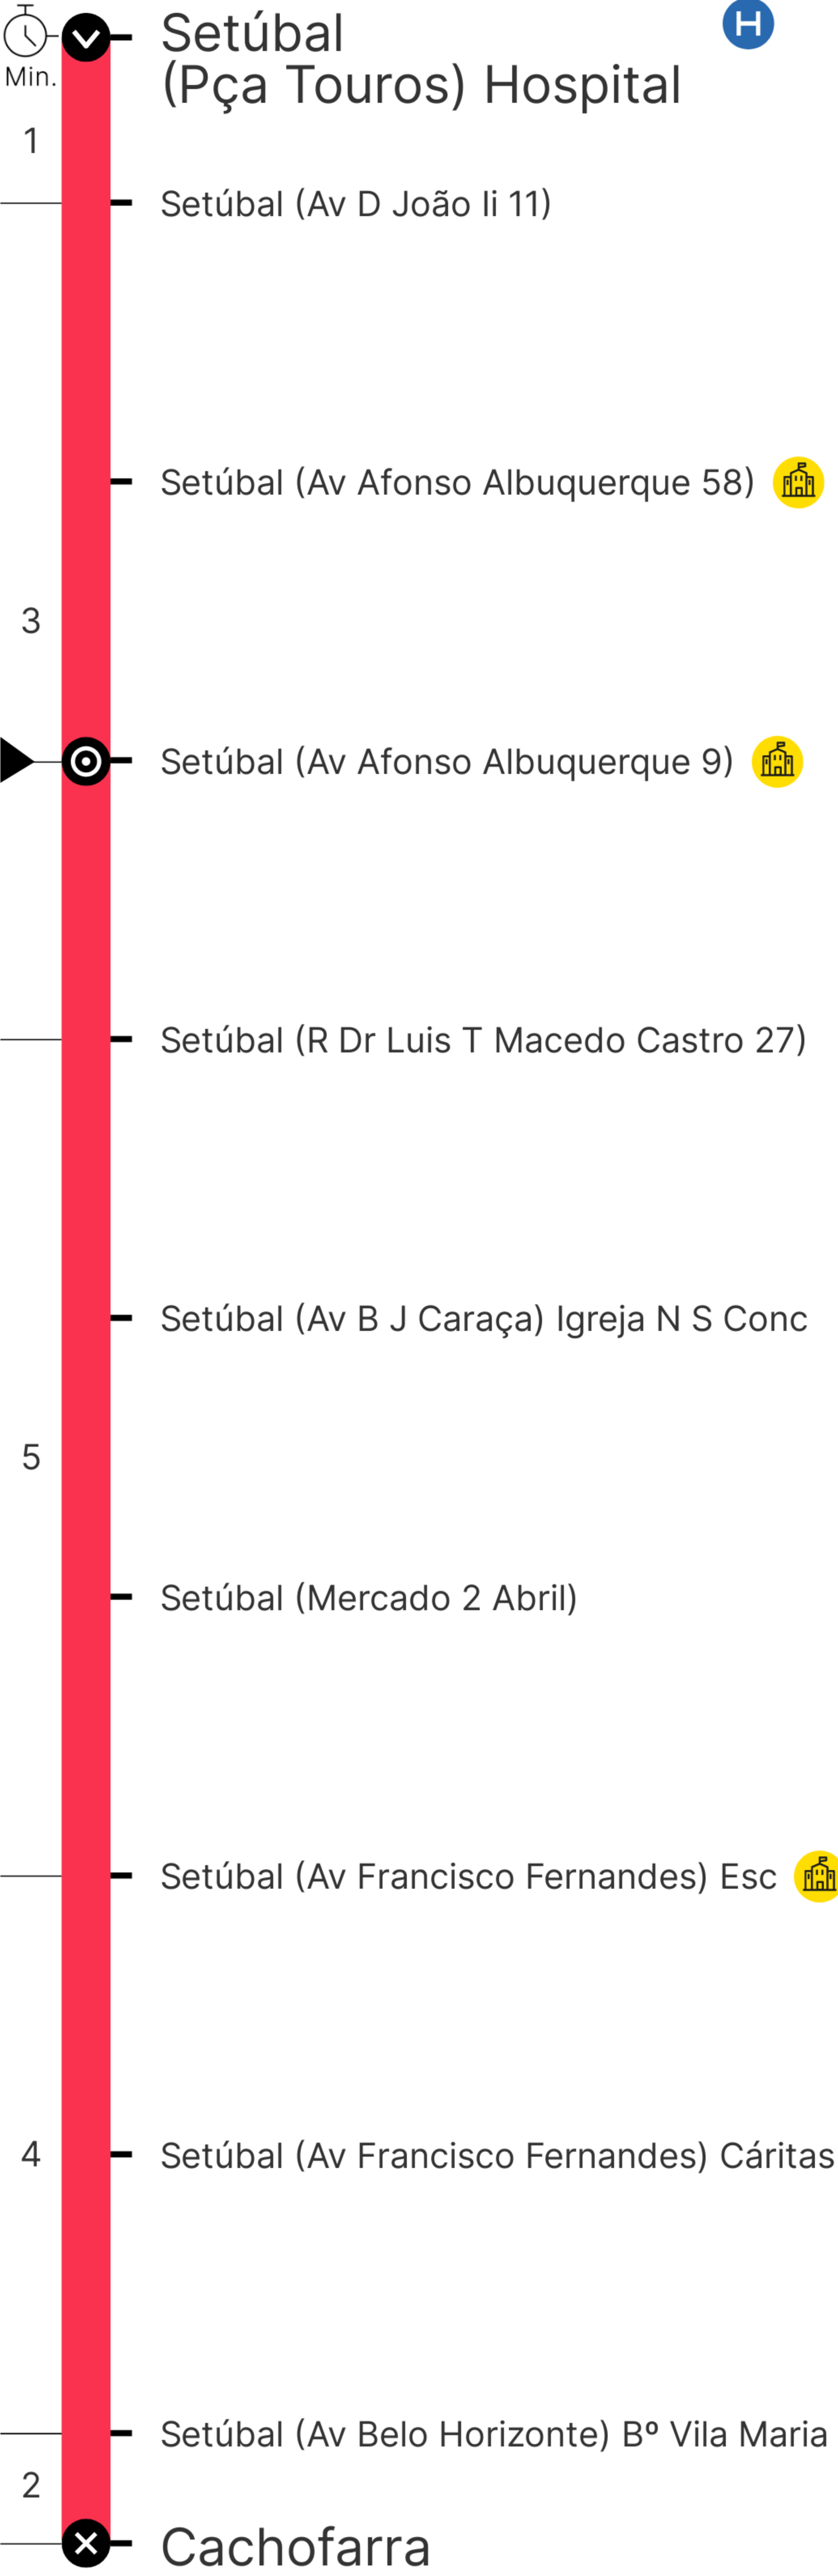 Setúbal
(Pça Touros) Hospital
H
Min.
1
Setúbal (Av D João Ii 11)
Setúbal (Av Afonso Albuquerque 58)
3
Setúbal (Av Afonso Albuquerque 9)
Setúbal (R Dr Luis T Macedo Castro 27)
Setúbal (Av B J Caraça) Igreja N S Conc
5
Setúbal (Mercado 2 Abril)
Setúbal (Av Francisco Fernandes) Esc
4
Setúbal (Av Francisco Fernandes) Cáritas
Setúbal (Av Belo Horizonte) Bº Vila Maria
2
Cachofarra